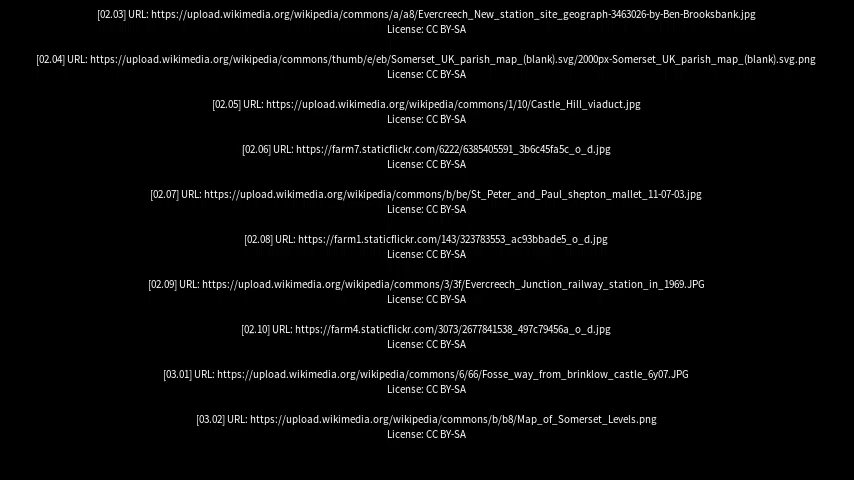 [02.03] URL: https://upload.wikimedia.org/wikipedia/commons/a/a8/Evercreech_New_station_site_geograph-3463026-by-Ben-Brooksbank.jpg
License: CC BY-SA
[02.04] URL: https://upload.wikimedia.org/wikipedia/commons/thumb/e/eb/Somerset_UK_parish_map_(blank).svg/2000px-Somerset_UK_parish_map_(blank).svg.png
License: CC BY-SA
[02.05] URL: https://upload.wikimedia.org/wikipedia/commons/1/10/Castle_Hill_viaduct.jpg
License: CC BY-SA
[02.06] URL: https://farm7.staticflickr.com/6222/6385405591_3b6c45fa5c_o_d.jpg
License: CC BY-SA
[02.07] URL: https://upload.wikimedia.org/wikipedia/commons/b/be/St_Peter_and_Paul_shepton_mallet_11-07-03.jpg
License: CC BY-SA
[02.08] URL: https://farm1.staticflickr.com/143/323783553_ac93bbade5_o_d.jpg
License: CC BY-SA
[02.09] URL: https://upload.wikimedia.org/wikipedia/commons/3/3f/Evercreech_Junction_railway_station_in_1969.JPG
License: CC BY-SA
[02.10] URL: https://farm4.staticflickr.com/3073/2677841538_497c79456a_o_d.jpg
License: CC BY-SA
[03.01] URL: https://upload.wikimedia.org/wikipedia/commons/6/66/Fosse_way_from_brinklow_castle_6y07.JPG
License: CC BY-SA
[03.02] URL: https://upload.wikimedia.org/wikipedia/commons/b/b8/Map_of_Somerset_Levels.png
License: CC BY-SA